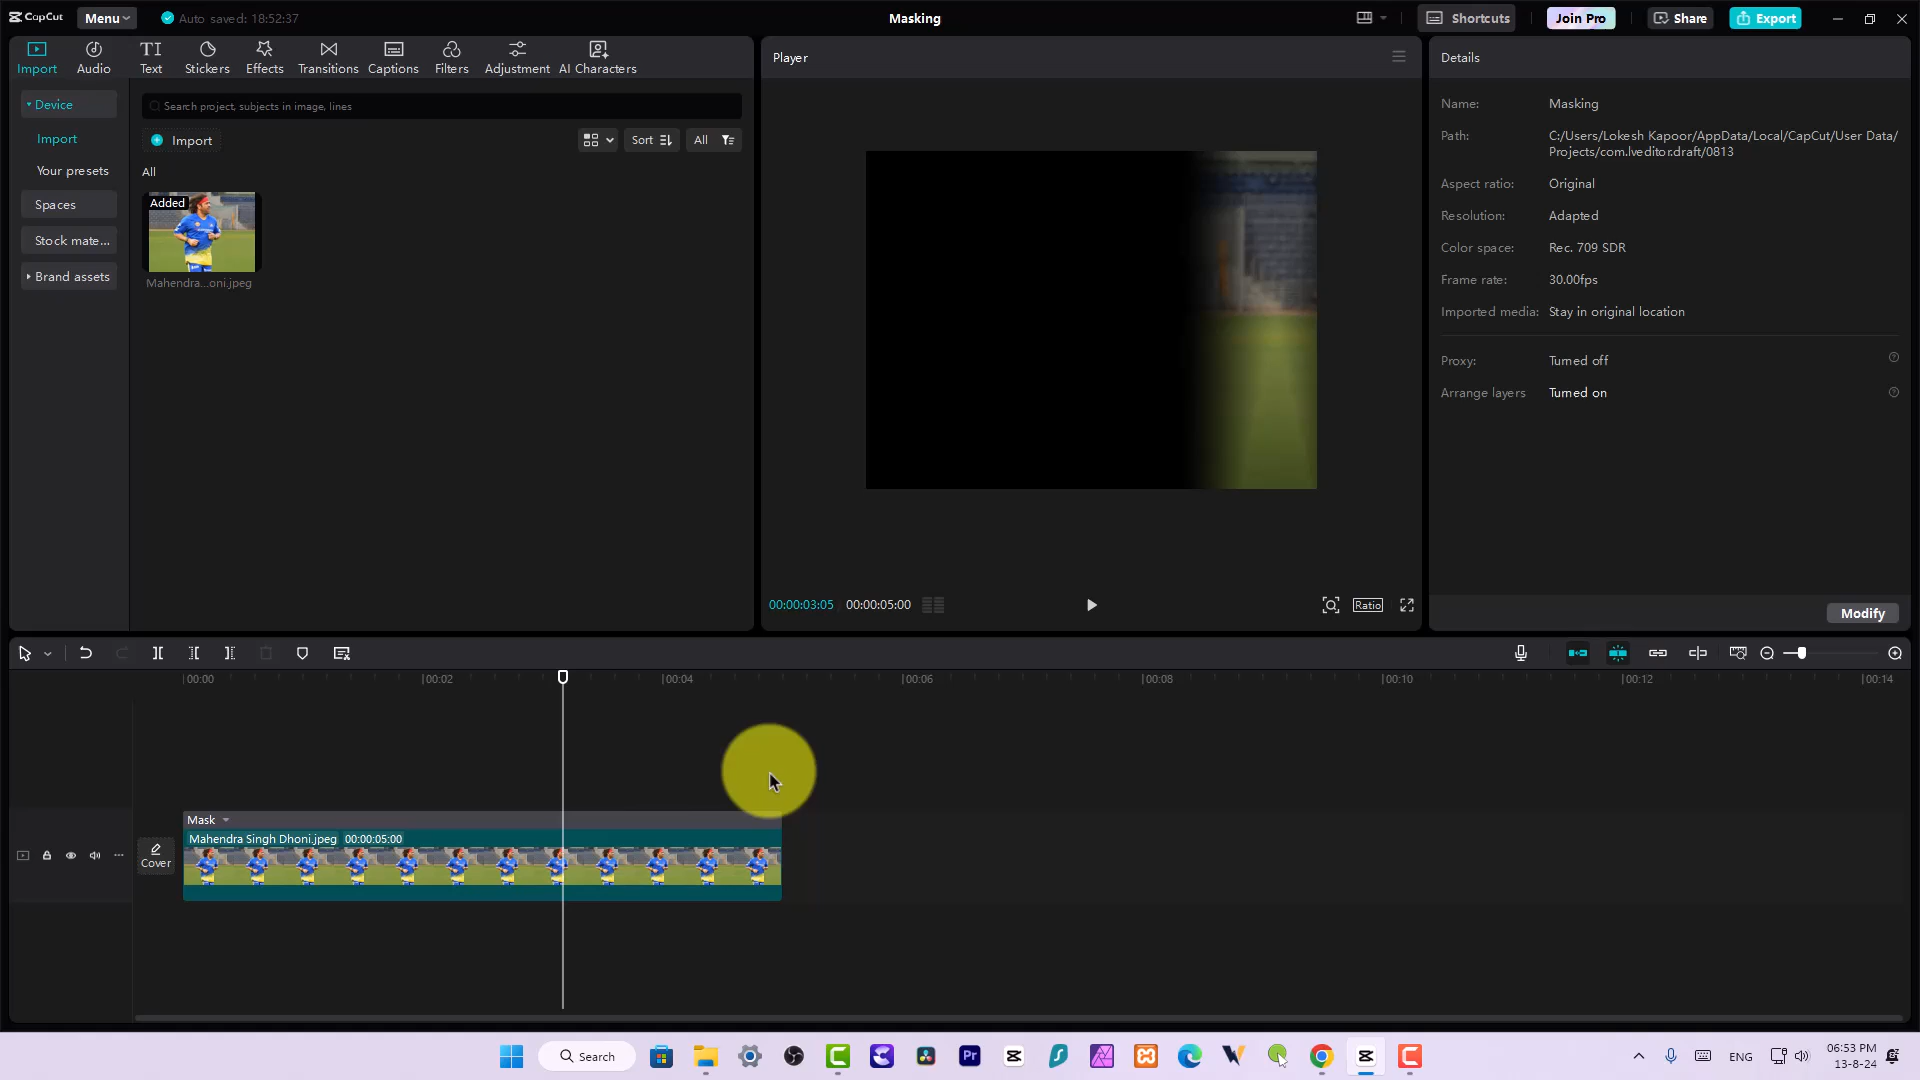 CapCut Menu Auto saved: 18:52:37 Masking Shortcuts Join Pro Share Export
Import Audio Text Stickers Effects Transitions Captions Filters Adjustment AI Characters
Device
Import
Your presets
Spaces
Stock mate...
Brand assets
Search project, subjects in image, lines
Import Sort All
All
Added
Mahendra...oni.jpeg
Player
00:00:03:05 00:00:05:00 Ratio
Details
Name: Masking
Path: C:/Users/Lokesh Kapoor/AppData/Local/CapCut/User Data/
Projects/com.lveditor.draft/0813
Aspect ratio: Original
Resolution: Adapted
Color space: Rec. 709 SDR
Frame rate: 30.00fps
Imported media: Stay in original location
Proxy: Turned off
Arrange layers Turned on
Modify
00:00 00:02 00:04 00:06 00:08 00:10 00:12 00:14
Mask
Mahendra Singh Dhoni.jpeg 00:00:05:00
Cover
Search
Pr
ENG
06:53 PM
13-8-24